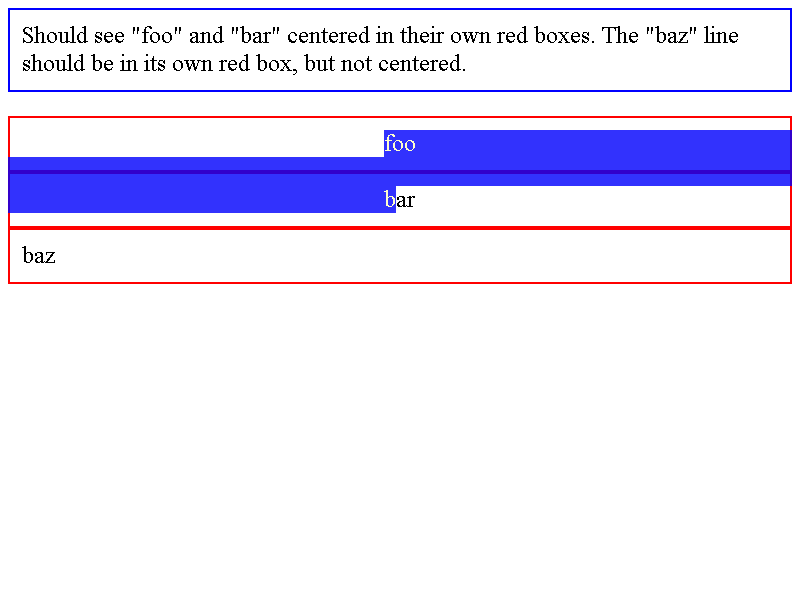 Should see "foo" and "bar" centered in their own red boxes. The "baz" line
should be in its own red box, but not centered.
foo
bar
baz